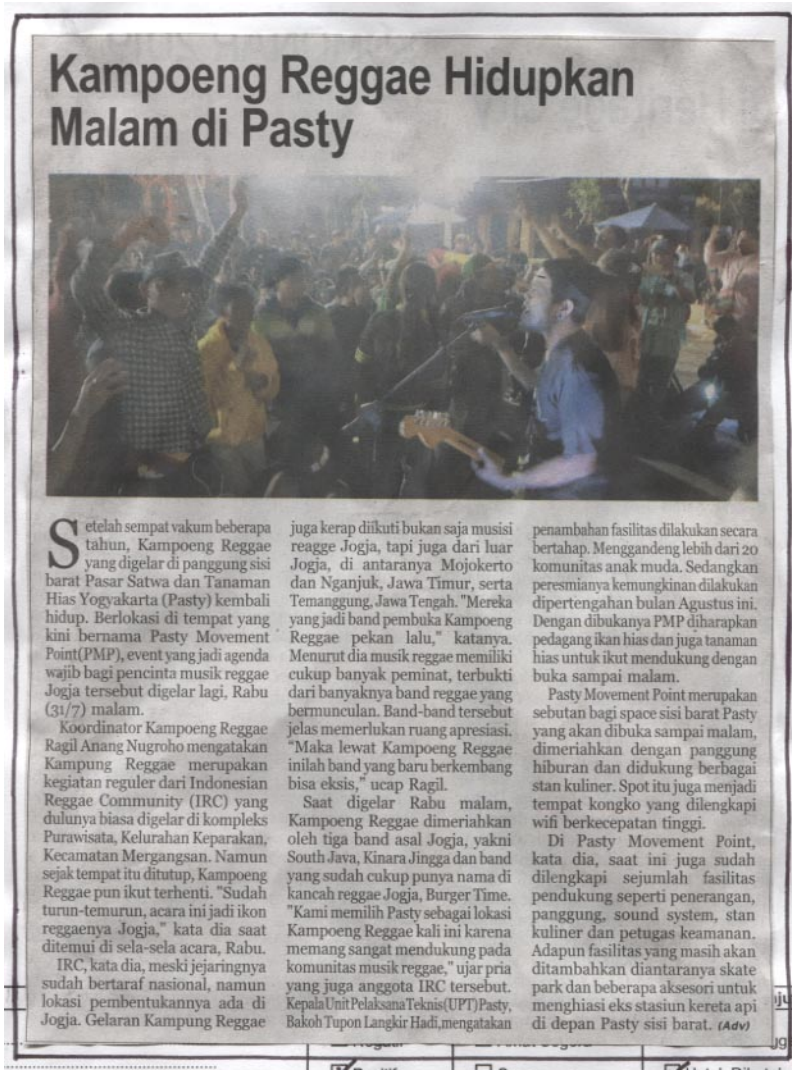 Kampoeng Reggae Hidupkan
Malam di Pasty
Setelah sempat vakum beberapa
tahun, Kampoeng Reggae
yang digelar di panggung sisi
barat Pasar Satwa dan Tanaman
Hias Yogyakarta (Pasty) kembali
hidup. Berlokasi di tempat yang
kini bernama Pasty Movement
Point(PMP), event yang jadi agenda
wajib bagi pencinta musik reggae
Jogja tersebut digelar lagi, Rabu
(31/7) malam.
Koordinator Kampoeng Reggae
Ragil Anang Nugroho mengatakan
Kampung Reggae merupakan
kegiatan reguler dari Indonesian
Reggae Community (IRC) yang
dulunya biasa digelar di kompleks
Purawisata, Kelurahan Keparakan,
Kecamatan Mergangsan. Namun
sejak tempat itu ditutup, Kampoeng
Reggae pun ikut terhenti. "Sudah
turun-temurun, acara ini jadi ikon
reggaenya Jogja," kata dia saat
ditemui di sela-sela acara, Rabu.
IRC, kata dia, meski jejaringnya
sudah bertaraf nasional, namun
lokasi pembentukannya ada di
Jogja. Gelaran Kampung Reggae
juga kerap diikuti bukan saja musisi
reagge Jogja, tapi juga dari luar
Jogja, di antaranya Mojokerto
dan Nganjuk, Jawa Timur, serta
Temanggung, Jawa Tengah. "Mereka
yang jadi band pembuka Kampoeng
Reggae pekan lalu," katanya.
Menurut dia musik reggae memiliki
cukup banyak peminat, terbukti
dari banyaknya band reggae yang
bermunculan. Band-band tersebut
jelas memerlukan ruang apresiasi.
"Maka lewat Kampoeng Reggae
inilah band yang baru berkembang
bisa eksis," ucap Ragil.
Saat digelar Rabu malam,
Kampoeng Reggae dimeriahkan
oleh tiga band asal Jogja, yakni
South Java, Kinara Jingga dan band
yang sudah cukup punya nama di
kancah reggae Jogja, Burger Time.
"Kami memilih Pasty sebagai lokasi
Kampoeng Reggae kali ini karena
memang sangat mendukung pada
komunitas musik reggae," ujar pria
yang juga anggota IRC tersebut.
Kepala Unit Pelaksana Teknis (UPT) Pasty,
Bakoh Tupon Langkir Hadi, mengatakan
penambahan fasilitas dilakukan secara
bertahap. Menggandeng lebih dari 20
komunitas anak muda. Sedangkan
peresmianya kemungkinan dilakukan
dipertengahan bulan Agustus ini.
Dengan dibukanya PMP diharapkan
pedagang ikan hias dan juga tanaman
hias untuk ikut mendukung dengan
buka sampai malam.
Pasty Movement Point merupakan
sebutan bagi space sisi barat Pasty
yang akan dibuka sampai malam,
dimeriahkan dengan panggung
hiburan dan didukung berbagai
stan kuliner. Spot itu juga menjadi
tempat kongko yang dilengkapi
wifi berkecepatan tinggi.
Di Pasty Movement Point,
kata dia, saat ini juga sudah
dilengkapi sejumlah fasilitas
pendukung seperti penerangan,
panggung, sound system, stan
kuliner dan petugas keamanan.
Adapun fasilitas yang masih akan
ditambahkan diantaranya skate
park dan beberapa aksesori untuk
menghiasi eks stasiun kereta api
di depan Pasty sisi barat. (Adv)